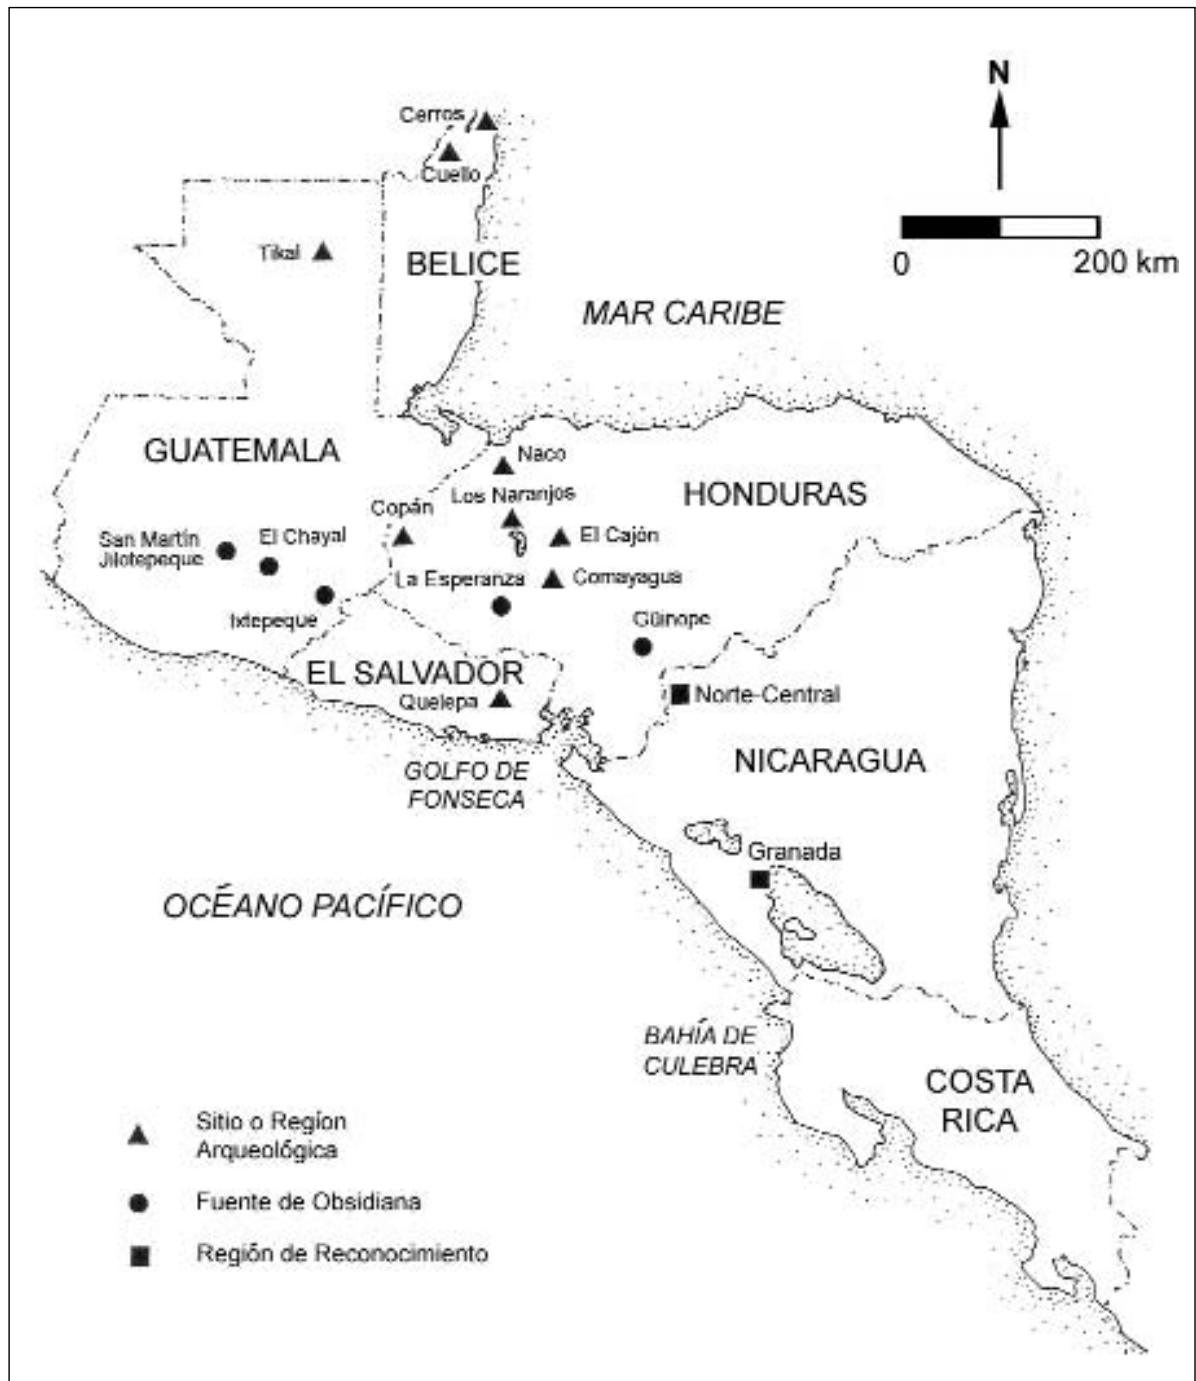 N
0
200 km
Cerros
Cuello
Tikal
BELICE
MAR CARIBE
GUATEMALA
Naco
Los Naranjos
HONDURAS
Copán
San Martín
Jilotepeque
El Chayal
El Cajón
La Esperanza
Comayagua
Ixtepeque
Güinope
EL SALVADOR
Quelepa
Norte-Central
GOLFO DE
FONSECA
NICARAGUA
Granada
OCÉANO PACÍFICO
BAHÍA DE
CULEBRA
COSTA
RICA
Sitio o Regíon
Arqueológica
Fuente de Obsidiana
Región de Reconocimiento